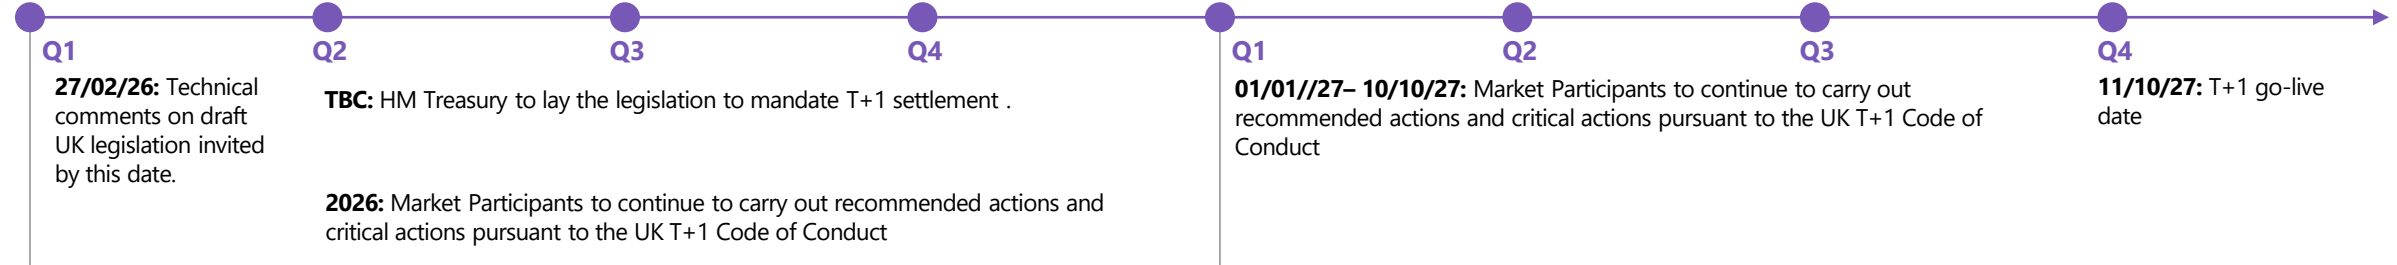 Q1
Q2
Q3
Q4
Q1
Q2
Q3
Q4
27/02/26: Technical
comments on draft
UK legislation invited
by this date.
TBC: HM Treasury to lay the legislation to mandate T+1 settlement .
2026: Market Participants to continue to carry out recommended actions and
critical actions pursuant to the UK T+1 Code of Conduct
01/01//27– 10/10/27: Market Participants to continue to carry out
recommended actions and critical actions pursuant to the UK T+1 Code of
Conduct
11/10/27: T+1 go-live
date